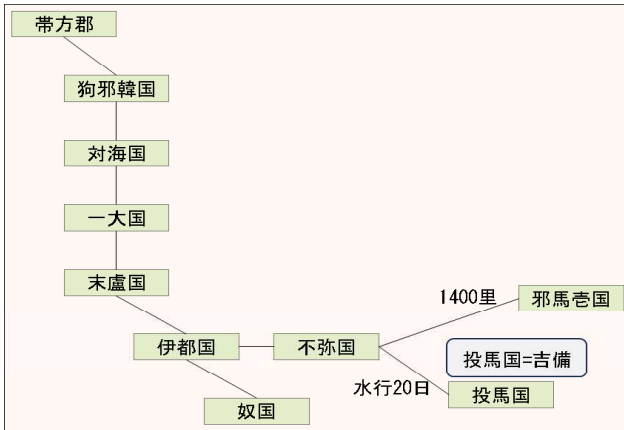 帯方郡
狗邪韓国
対海国
一大国
末盧国
1400里
邪馬壱国
伊都国
不弥国
投馬国=吉備
水行20日
投馬国
奴国